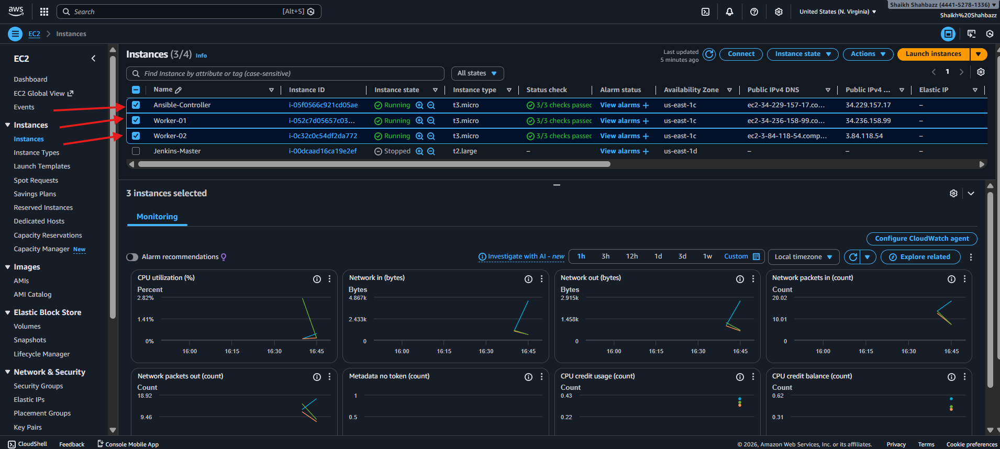 aws
Search
[Alt+S]
United States (N. Virginia)
Shaikh Shahbazz (4441-5278-1336)
Shaikh%20Shahbazz
EC2
Instances
EC2
Dashboard
EC2 Global View
Events
Instances
Instances
Instance Types
Launch Templates
Spot Requests
Savings Plans
Reserved Instances
Dedicated Hosts
Capacity Reservations
Capacity Manager New
Images
AMIs
AMI Catalog
Elastic Block Store
Volumes
Snapshots
Lifecycle Manager
Network & Security
Security Groups
Elastic IPs
Placement Groups
Key Pairs
Instances (3/4) Info
Last updated
5 minutes ago
Connect
Instance state
Actions
Launch instances
Find Instance by attribute or tag (case-sensitive)
All states
1
Name Instance ID Instance state Instance type Status check Alarm status Availability Zone Public IPv4 DNS Public IPv4 ... Elastic IP
Ansible-Controller i-05f0566c921cd05ae Running t3.micro 3/3 checks passec View alarms + us-east-1c ec2-34-229-157-17.co... 34.229.157.17 –
Worker-01 i-052c7d05657c03... Running t3.micro 3/3 checks passec View alarms + us-east-1c ec2-34-236-158-99.co... 34.236.158.99 –
Worker-02 i-0c32c0c54df2da772 Running t3.micro 3/3 checks passec View alarms + us-east-1c ec2-3-84-118-54.comp... 3.84.118.54 –
Jenkins-Master i-00dcaad16ca19e2ef Stopped t2.large – View alarms + us-east-1d – – –
3 instances selected
Monitoring
Configure CloudWatch agent
Alarm recommendations
Investigate with AI - new
1h 3h 12h 1d 3d 1w Custom
Local timezone
Explore related
CPU utilization (%)
Percent
2.82%
1.41%
0%
16:00 16:15 16:30 16:45
Network in (bytes)
Bytes
4.867k
2.433k
0
16:00 16:15 16:30 16:45
Network out (bytes)
Bytes
2.915k
1.458k
0
16:00 16:15 16:30 16:45
Network packets in (count)
Count
20.02
10.01
0
16:00 16:15 16:30 16:45
Network packets out (count)
Count
18.92
9.46
Metadata no token (count)
1
0.5
CPU credit usage (count)
Count
0.43
0.22
CPU credit balance (count)
Count
0.62
0.31
CloudShell
Feedback
Console Mobile App
© 2026, Amazon Web Services, Inc. or its affiliates.
Privacy
Terms
Cookie preferences